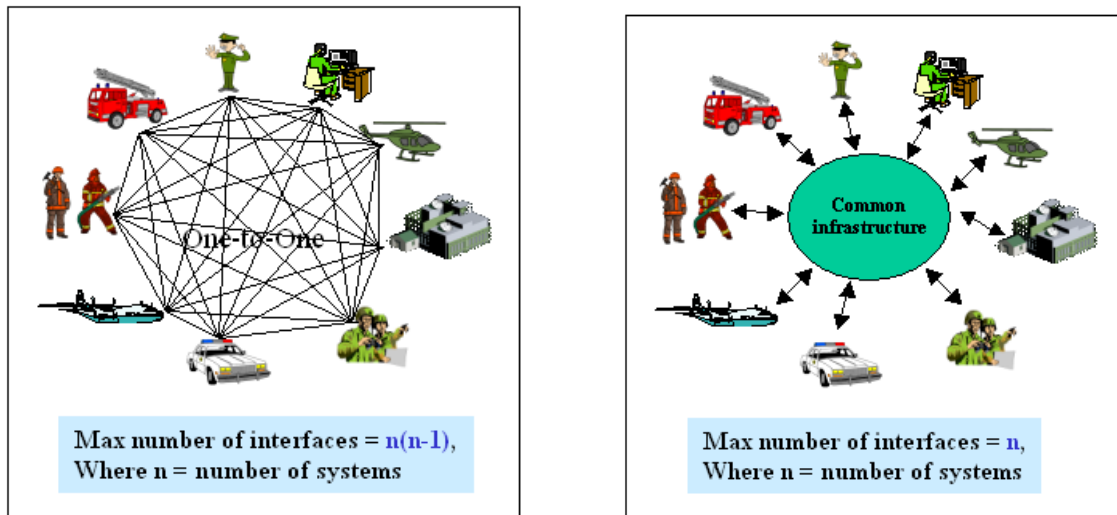 One-to-One
Max number of interfaces = n(n-1),
Where n = number of systems
Common
infrastructure
Max number of interfaces = n,
Where n = number of systems